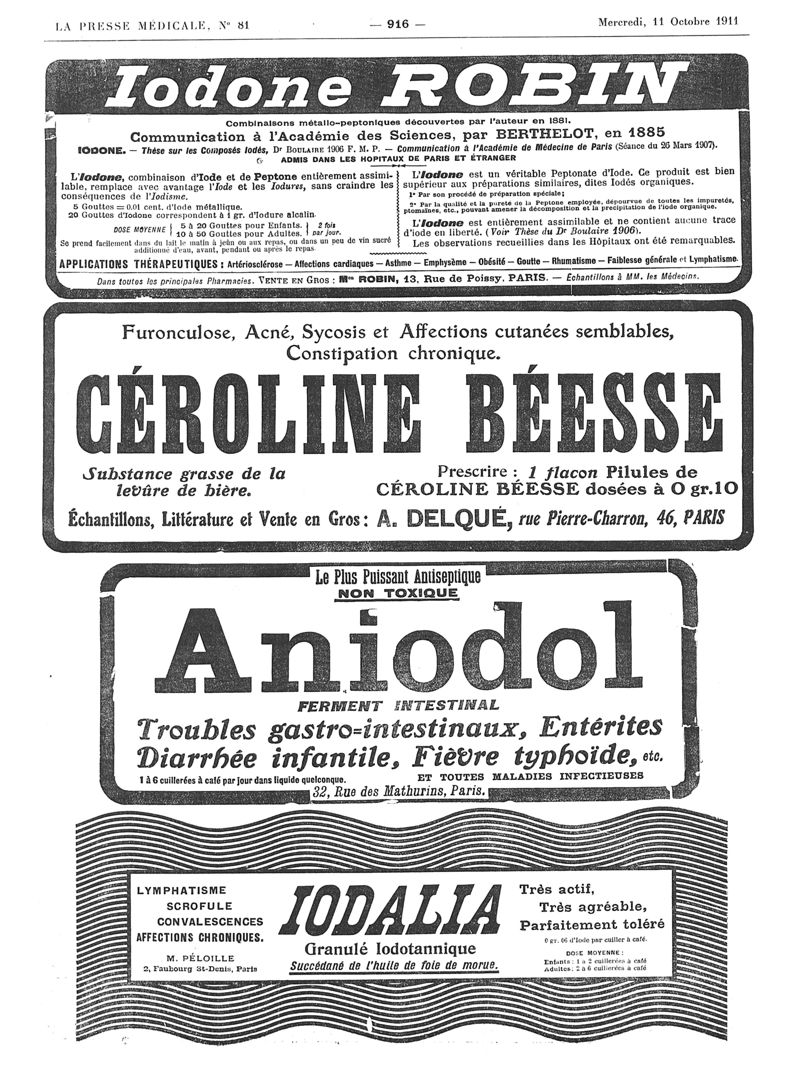 LA PRESSE MÉDICALE, N° 81
— 916 —
Mercredi, 11 Octobre 1911
Iodone ROBIN
Combinaisons métallo-peptoniques découvertes par l'auteur en 1881.
Communication à l'Académie des Sciences, par BERTHELOT, en 1885
IODONE. — Thèse sur les Composés Iodés, Dr BOULAIRE 1906 F. M. P. — Communication à l'Académie de Médecine de Paris (Séance du 26 Mars 1907).
ADMIS DANS LES HOPITAUX DE PARIS ET ÉTRANGER
L'Iodone, combinaison d'Iode et de Peptone entièrement assimi-
lable, remplace avec avantage l'Iode et les Iodures, sans craindre les
conséquences de l'Iodisme.
5 Gouttes = 0.01 cent. d'Iode métallique.
20 Gouttes d'Iodone correspondent à 1 gr. d'Iodure alcalin.
DOSE MOYENNE { 5 à 20 Gouttes pour Enfants. } 2 fois
{ 10 à 50 Gouttes pour Adultes. } par jour.
Se prend facilement dans du lait le matin à jeûn ou aux repas, ou dans un peu de vin sucré
additionné d'eau, avant, pendant ou après le repas.
L'Iodone est un véritable Peptonate d'Iode. Ce produit est bien
supérieur aux préparations similaires, dites Iodés organiques.
1° Par son procédé de préparation spéciale;
2° Par la qualité et la pureté de la Peptone employée, dépourvue de toutes les impuretés,
ptomaïnes, etc., pouvant amener la décomposition et la précipitation de l'iode organique.
L'Iodone est entièrement assimilable et ne contient aucune trace
d'iode en liberté. (Voir Thèse du Dr Boulaire 1906).
Les observations recueillies dans les Hôpitaux ont été remarquables.
APPLICATIONS THÉRAPEUTIQUES : Artériosclérose — Affections cardiaques — Asthme — Emphysème — Obésité — Goutte — Rhumatisme — Faiblesse générale et Lymphatisme.
Dans toutes les principales Pharmacies. VENTE EN GROS : Mon ROBIN, 13, Rue de Poissy, PARIS. — Échantillons à MM. les Médecins.
Furonculose, Acné, Sycosis et Affections cutanées semblables,
Constipation chronique.
CÉROLINE BÉESSE
Substance grasse de la
levûre de bière.
Prescrire : 1 flacon Pilules de
CÉROLINE BÉESSE dosées à 0 gr.10
Échantillons, Littérature et Vente en Gros : A. DELQUÉ, rue Pierre-Charron, 46, PARIS
Le Plus Puissant Antiseptique
NON TOXIQUE
Aniodol
FERMENT INTESTINAL
Troubles gastro-intestinaux, Entérites
Diarrhée infantile, Fièvre typhoïde, etc.
1 à 6 cuillerées à café par jour dans liquide quelconque.
ET TOUTES MALADIES INFECTIEUSES
32, Rue des Mathurins, Paris.
LYMPHATISME
SCROFULE
CONVALESCENCES
AFFECTIONS CHRONIQUES.
M. PÉLOILLE
2, Faubourg St-Denis, Paris
IODALIA
Granulé Iodotannique
Succédané de l'huile de foie de morue.
Très actif,
Très agréable,
Parfaitement toléré
0 gr. 06 d'Iode par cuiller à café.
DOSE MOYENNE :
Enfants : 1 à 2 cuillerées à café
Adultes : 2 à 6 cuillerées à café